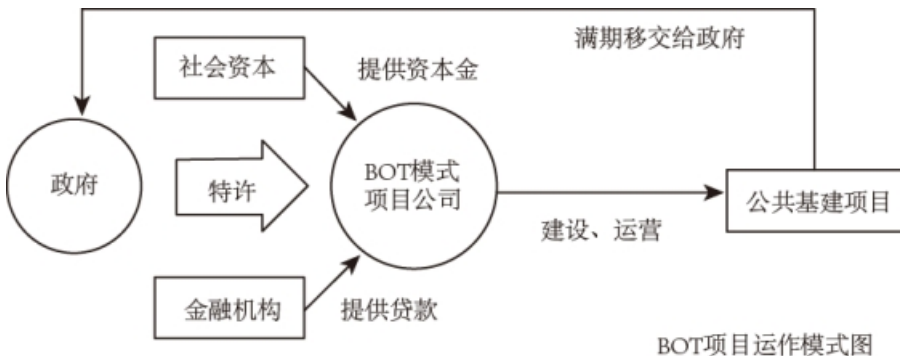 满期移交给政府
社会资本
提供资本金
政府
特许
BOT模式
项目公司
建设、运营
公共基建项目
金融机构
提供贷款
BOT项目运作模式图